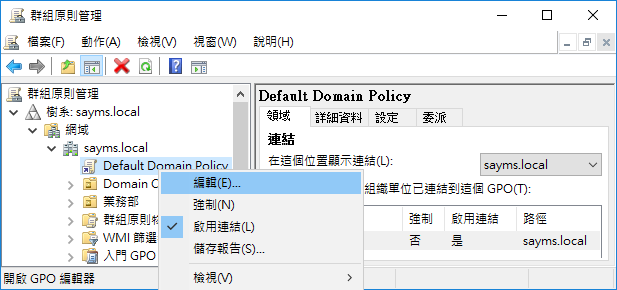 群組原則管理
檔案(F) 動作(A) 檢視(V) 視窗(W) 說明(H)
群組原則管理
樹系: sayms.local
網域
sayms.local
Default Domain Policy
Domain C
業務部
群組原則物
WMI 篩選
入門 GPO
編輯(E)...
強制(N)
啟用連結(L)
儲存報告(S)...
檢視(V)
Default Domain Policy
領域 詳細資料 設定 委派
連結
在這個位置顯示連結(L): sayms.local
組織單位已連結到這個 GPO(T):
強制 啟用連結 路徑
否 是 sayms.local
開啟 GPO 編輯器